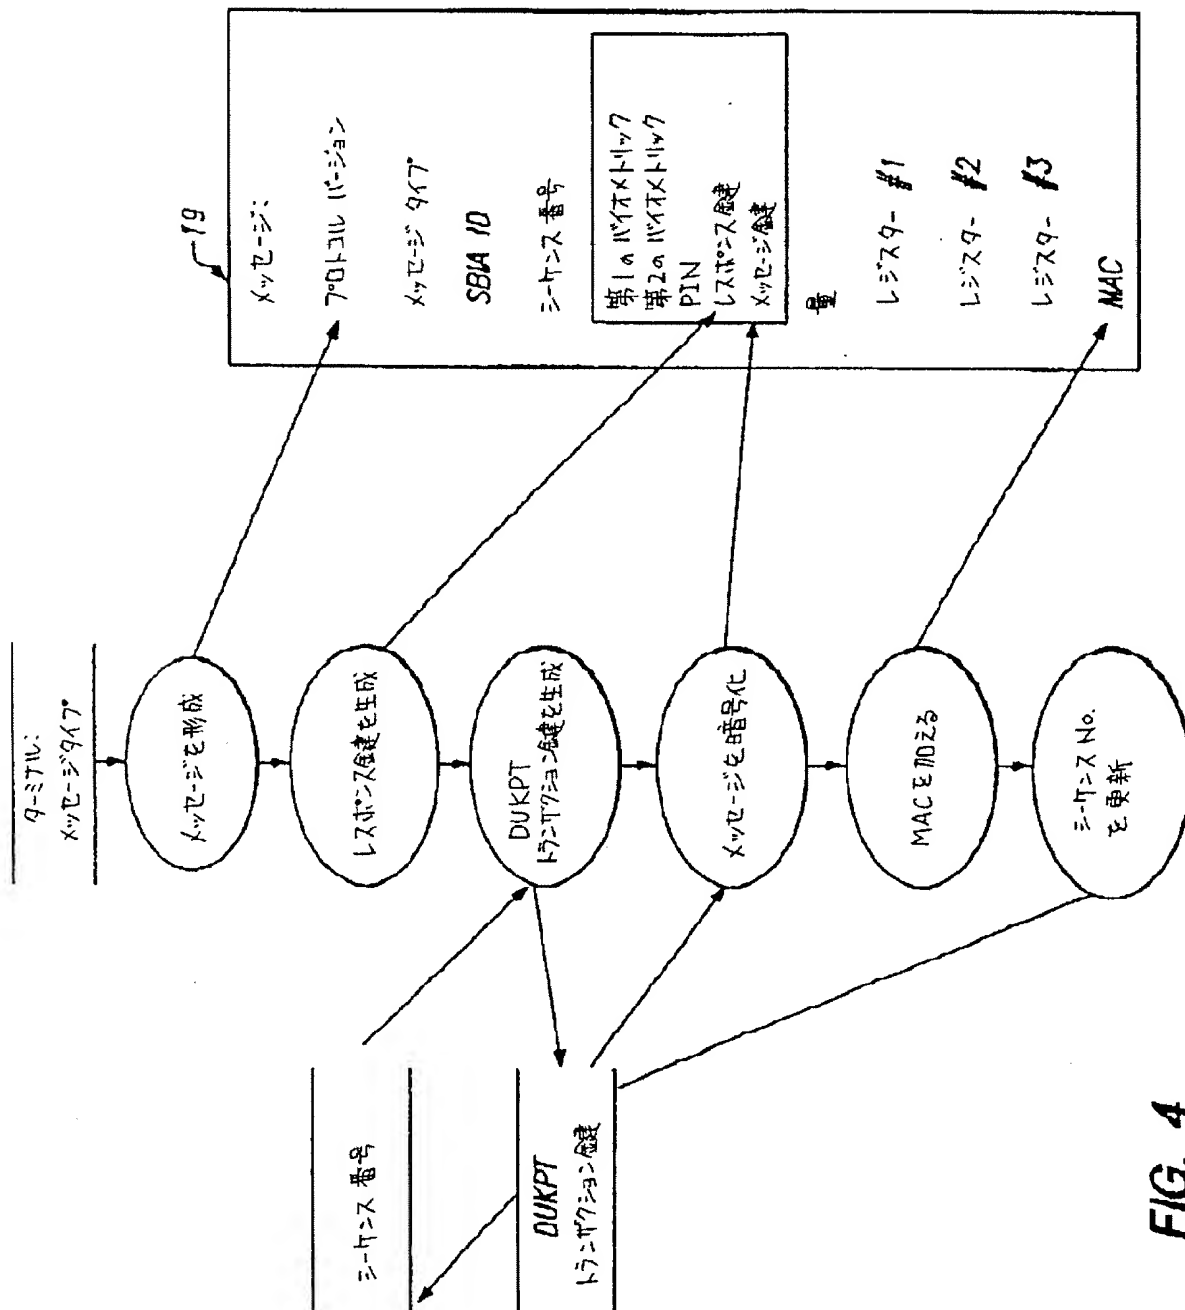 ターミナル:
メッセージタイプ
メッセージを形成
レスポンス鍵を生成
DUKPT
トランザクション鍵を生成
メッセージを暗号化
MACを加える
シーケンス No.
を更新
シーケンス番号
DUKPT
トランザクション鍵
19
メッセージ:
プロトコル バージョン
メッセージ タイプ
SBIA ID
シーケンス番号
第1のバイオメトリック
第2のバイオメトリック
PIN
レスポンス鍵
メッセージ鍵
量
レジスター #1
レジスター #2
レジスター #3
MAC
FIG. 4